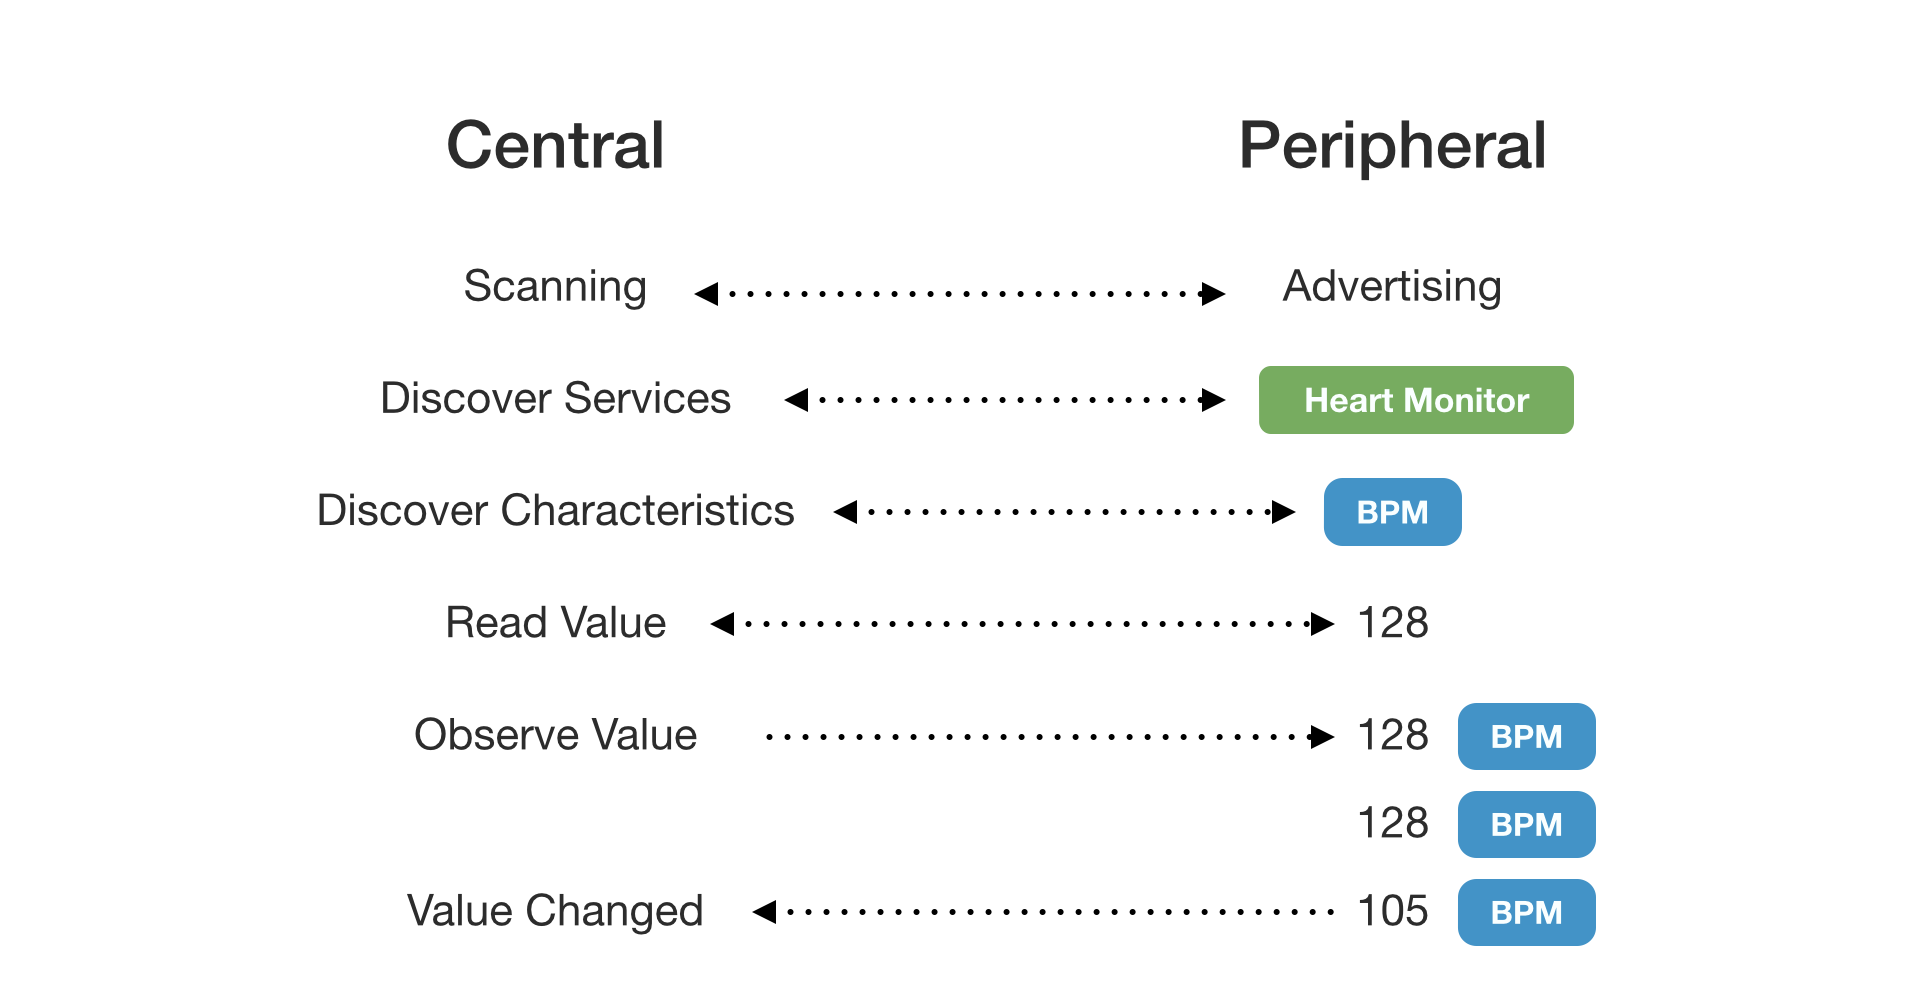 Central Peripheral
Scanning Advertising
Discover Services Heart Monitor
Discover Characteristics BPM
Read Value 128
Observe Value 128 BPM
128 BPM
Value Changed 105 BPM